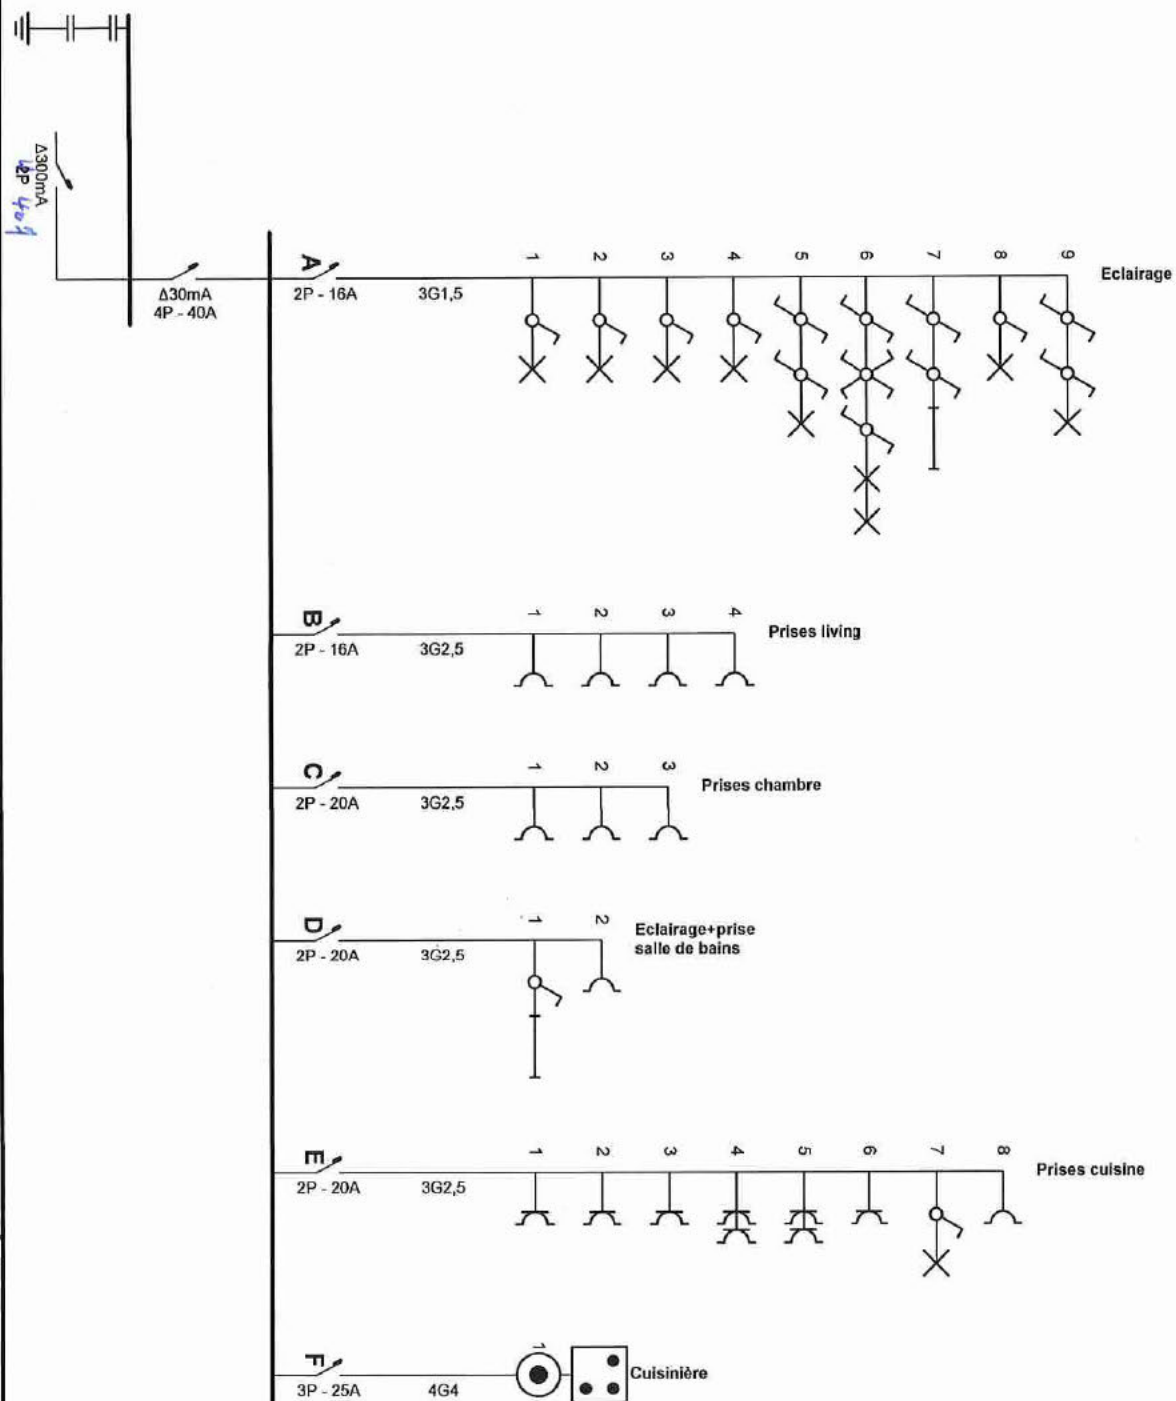 Δ300mA
2P
Δ30mA
4P - 40A
A
2P - 16A
3G1,5
1 2 3 4 5 6 7 8 9
Eclairage
B
2P - 16A
3G2,5
1 2 3 4
Prises living
C
2P - 20A
3G2,5
1 2 3
Prises chambre
D
2P - 20A
3G2,5
1 2
Eclairage+prise
salle de bains
E
2P - 20A
3G2,5
1 2 3 4 5 6 7 8
Prises cuisine
F
3P - 25A
4G4
1
Cuisinière